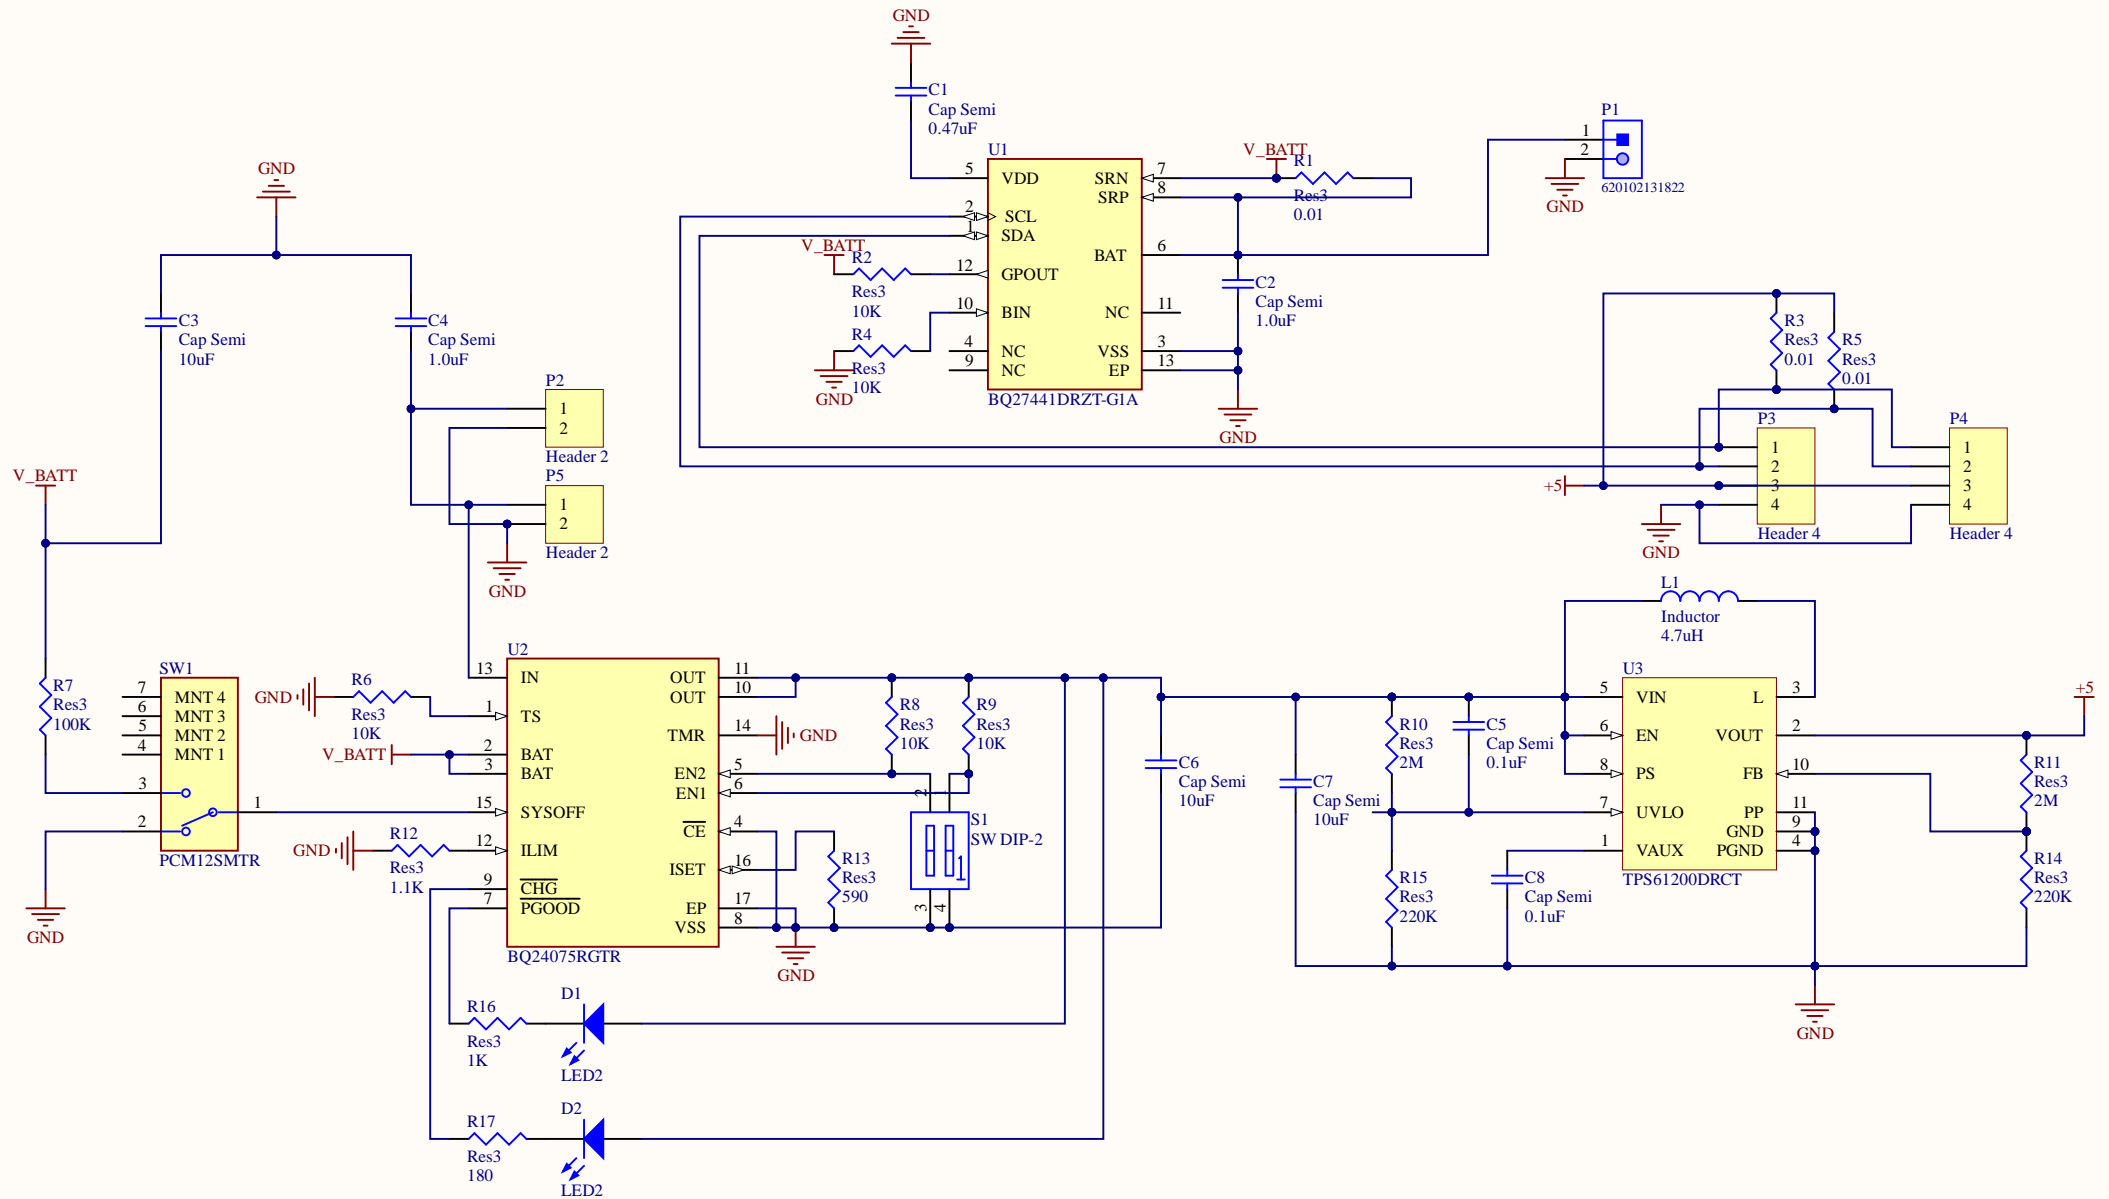 GND
C1
Cap Semi
0.47uF
U1
5
VDD
2
SCL
1
SDA
12
GPOUT
10
BIN
4
NC
9
NC
SRN
7
SRP
8
BAT
6
NC
11
VSS
3
EP
13
BQ27441DRZT-G1A
V_BATT
R1
Res3
0.01
P1
1
2
620102131822
GND
V_BATT
R2
Res3
10K
R4
Res3
10K
GND
C2
Cap Semi
1.0uF
GND
GND
C3
Cap Semi
10uF
C4
Cap Semi
1.0uF
P2
1
2
Header 2
P5
1
2
Header 2
GND
V_BATT
R3
Res3
0.01
R5
Res3
0.01
P3
1
2
3
4
Header 4
P4
1
2
3
4
Header 4
+5
GND
R7
Res3
100K
SW1
7
MNT 4
6
MNT 3
5
MNT 2
4
MNT 1
3
2
1
PCM12SMTR
GND
GND
R6
Res3
10K
V_BATT
GND
R12
Res3
1.1K
U2
13
IN
1
TS
2
BAT
3
BAT
15
SYSOFF
12
ILIM
9
CHG
7
PGOOD
OUT
11
OUT
10
TMR
14
EN2
5
EN1
6
CE
4
ISET
16
EP
17
VSS
8
BQ24075RGTR
GND
R8
Res3
10K
R9
Res3
10K
R13
Res3
590
GND
2
1
S1
SW DIP-2
1
3
4
C6
Cap Semi
10uF
C7
Cap Semi
10uF
R10
Res3
2M
C5
Cap Semi
0.1uF
R15
Res3
220K
C8
Cap Semi
0.1uF
L1
Inductor
4.7uH
U3
5
VIN
6
EN
8
PS
7
UVLO
1
VAUX
L
3
VOUT
2
FB
10
PP
11
GND
9
PGND
4
TPS61200DRCT
+5
R11
Res3
2M
R14
Res3
220K
GND
R16
Res3
1K
D1
LED2
R17
Res3
180
D2
LED2